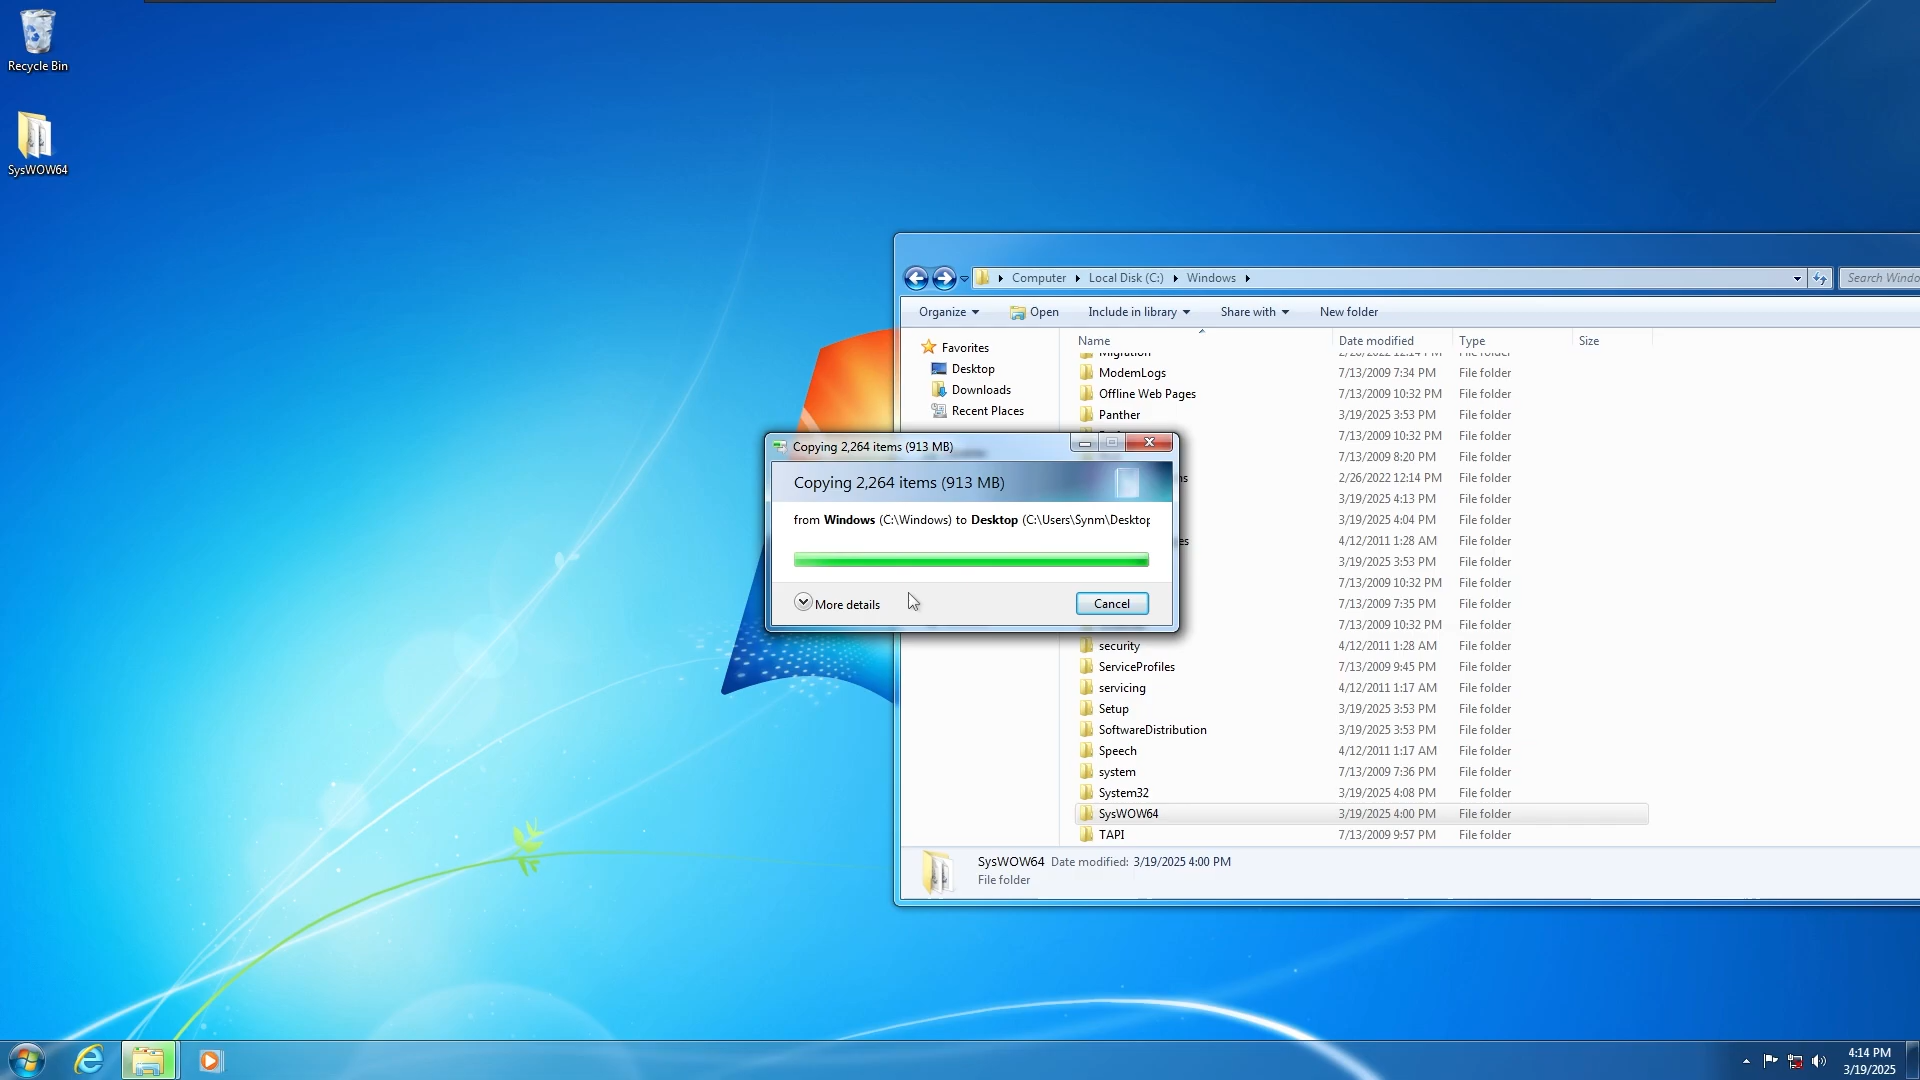 Recycle Bin
SysWOW64
Computer Local Disk (C:) Windows
Search Windo
Organize Open Include in library Share with New folder
Name Date modified Type Size
Favorites
Desktop
Downloads
Recent Places
Migration 2/26/2022 12:14 PM File folder
ModemLogs 7/13/2009 7:34 PM File folder
Offline Web Pages 7/13/2009 10:32 PM File folder
Panther 3/19/2025 3:53 PM File folder
7/13/2009 10:32 PM File folder
7/13/2009 8:20 PM File folder
ns 2/26/2022 12:14 PM File folder
3/19/2025 4:13 PM File folder
3/19/2025 4:04 PM File folder
es 4/12/2011 1:28 AM File folder
3/19/2025 3:53 PM File folder
7/13/2009 10:32 PM File folder
7/13/2009 7:35 PM File folder
7/13/2009 10:32 PM File folder
security 4/12/2011 1:28 AM File folder
ServiceProfiles 7/13/2009 9:45 PM File folder
servicing 4/12/2011 1:17 AM File folder
Setup 3/19/2025 3:53 PM File folder
SoftwareDistribution 3/19/2025 3:53 PM File folder
Speech 4/12/2011 1:17 AM File folder
system 7/13/2009 7:36 PM File folder
System32 3/19/2025 4:08 PM File folder
SysWOW64 3/19/2025 4:00 PM File folder
TAPI 7/13/2009 9:57 PM File folder
SysWOW64 Date modified: 3/19/2025 4:00 PM
File folder
Copying 2,264 items (913 MB)
Copying 2,264 items (913 MB)
from Windows (C:\Windows) to Desktop (C:\Users\Synm\Desktop
More details
Cancel
4:14 PM
3/19/2025